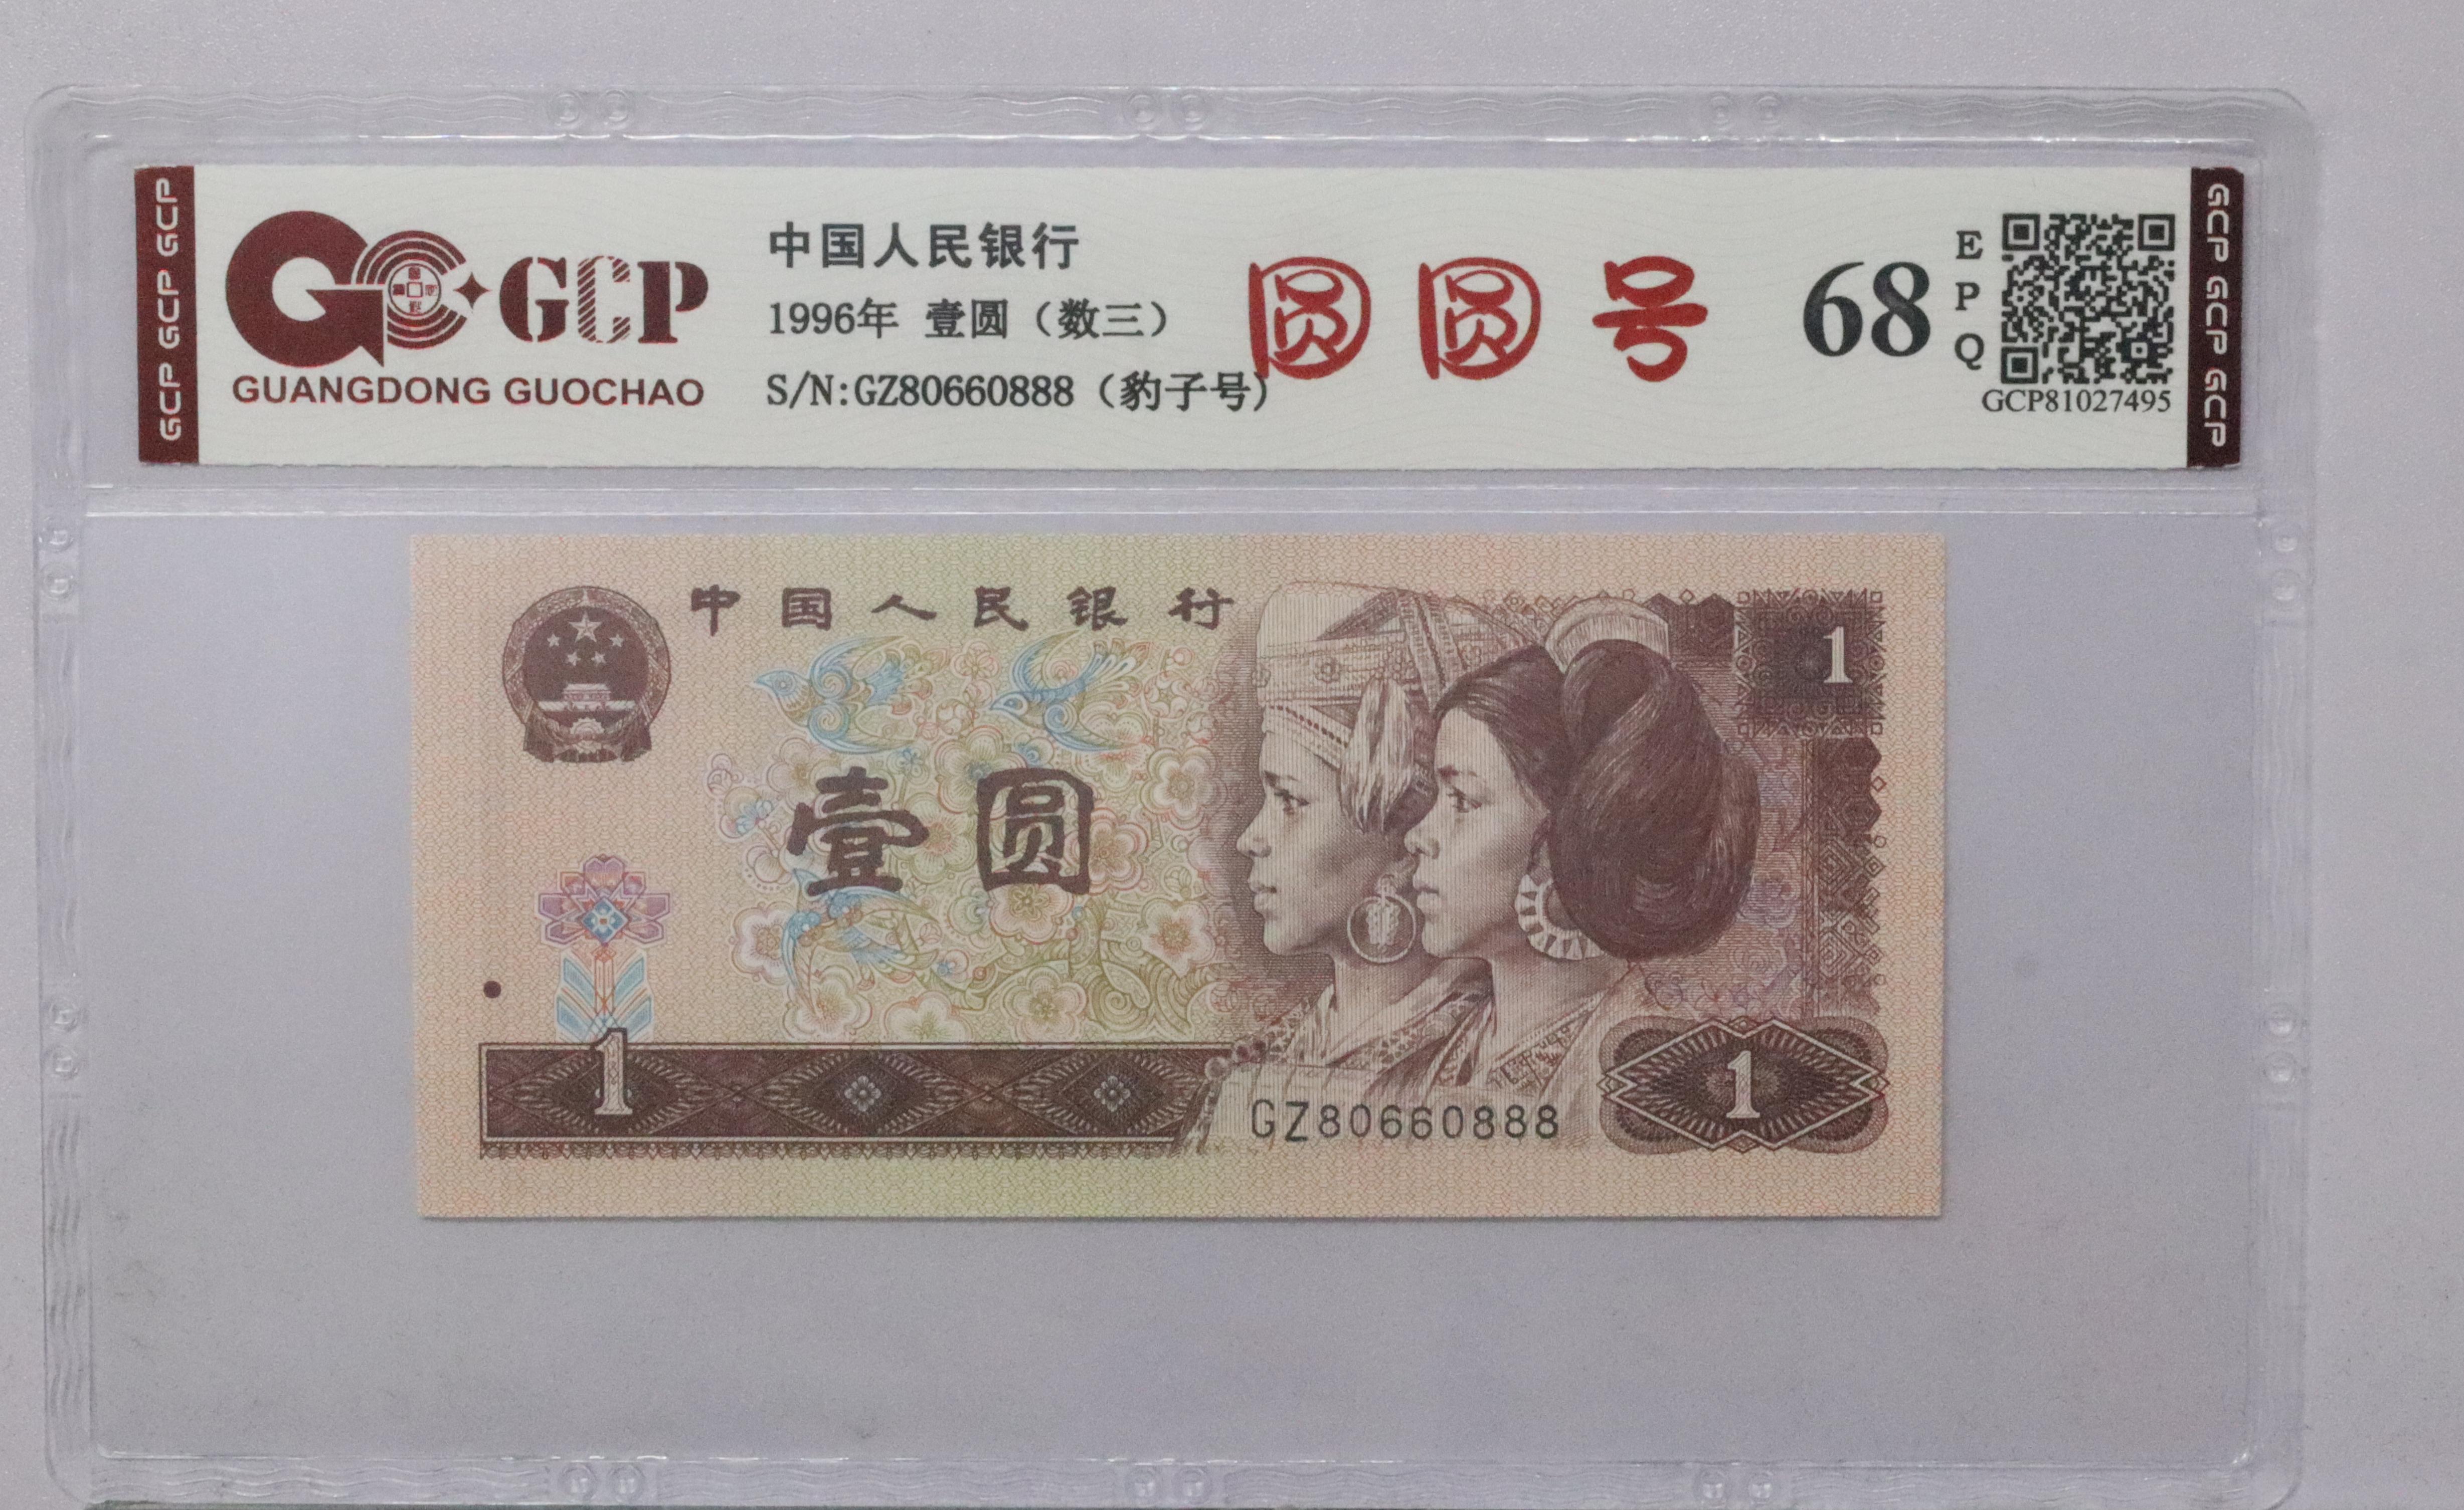 GCP GCP GCP
GCP
GUANGDONG GUOCHAO
中国人民银行
1996年 壹圆（数三）
S/N:GZ80660888（豹子号）
圆圆号
68
E
P
Q
GCP81027495
GCP GCP GCP
中国人民银行
1
壹圆
1
GZ80660888
1